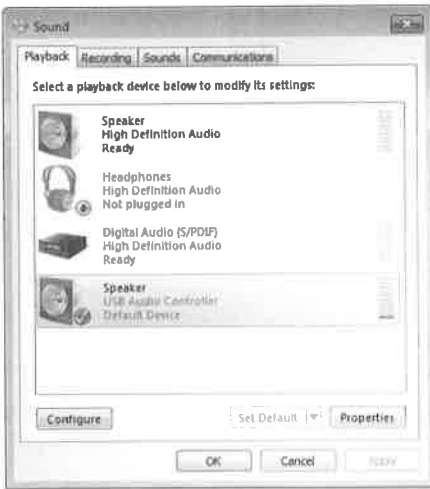 Sound
Playback Recording Sounds Communications
Select a playback device below to modify its settings:
Speaker
High Definition Audio
Ready
Headphones
High Definition Audio
Not plugged in
Digital Audio (S/PDIF)
High Definition Audio
Ready
Speaker
USB Audio Controller
Default Device
Configure Set Default Properties
OK Cancel Apply